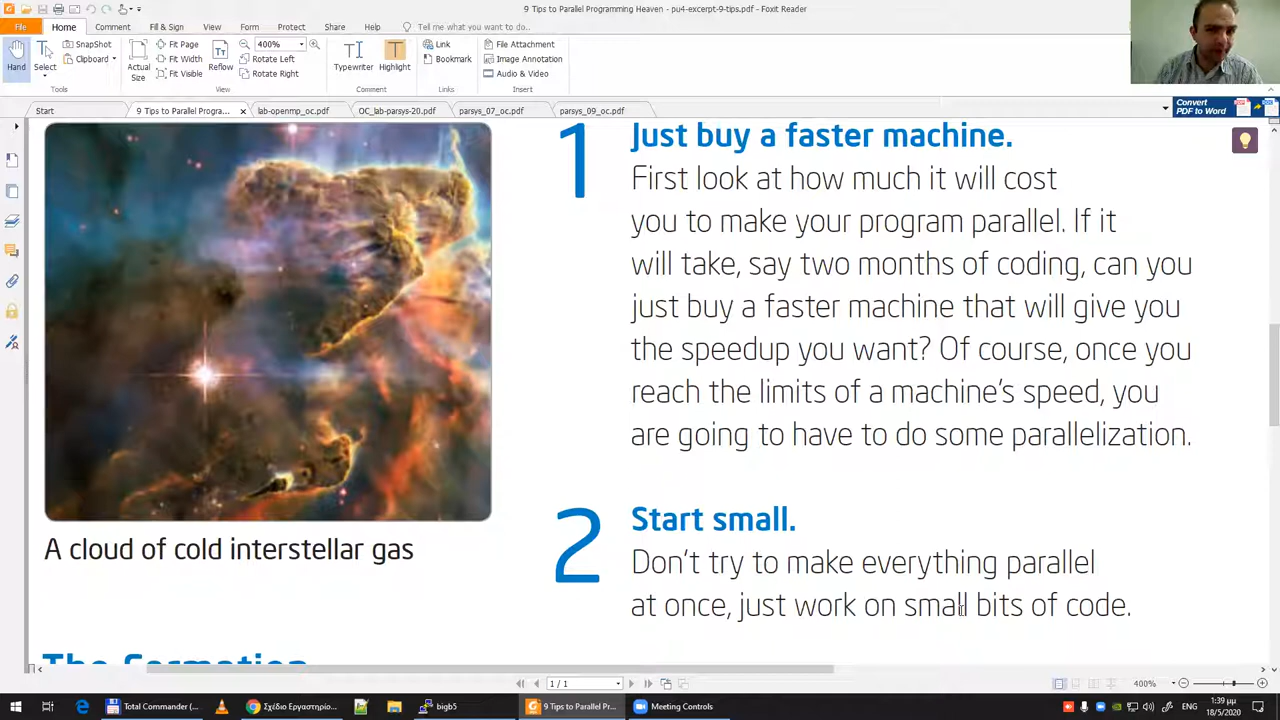 9 Tips to Parallel Programming Heaven - pu4-excerpt-9-tips.pdf - Foxit Reader
File Home Comment View Form Protect Share Help Tell me what you want to do...
Hand
Select
SnapShot
Clipboard
Actual
Size
Reflow
Fit Page
Fit Width
Fit Visible
400%
Rotate Left
Rotate Right
Typewriter
Highlight
Link
Bookmark
File Attachment
Image Annotation
Audio & Video
Tools View Comment Links Insert
Start 9 Tips to Parallel Progra... lab-openmp_oc.pdf OC_lab-parsys-20.pdf parsys_07_oc.pdf parsys_09_oc.pdf
Convert
PDF to Word
1 Just buy a faster machine.
First look at how much it will cost
you to make your program parallel. If it
will take, say two months of coding, can you
just buy a faster machine that will give you
the speedup you want? Of course, once you
reach the limits of a machine's speed, you
are going to have to do some parallelization.
2 Start small.
Don't try to make everything parallel
at once, just work on small bits of code.
A cloud of cold interstellar gas
The Formation
1 / 1
400%
Total Commander (... Σχέδιο Εργαστηρίο... bigb5 9 Tips to Parallel Pr... Meeting Controls
1:39 μμ
18/5/2020